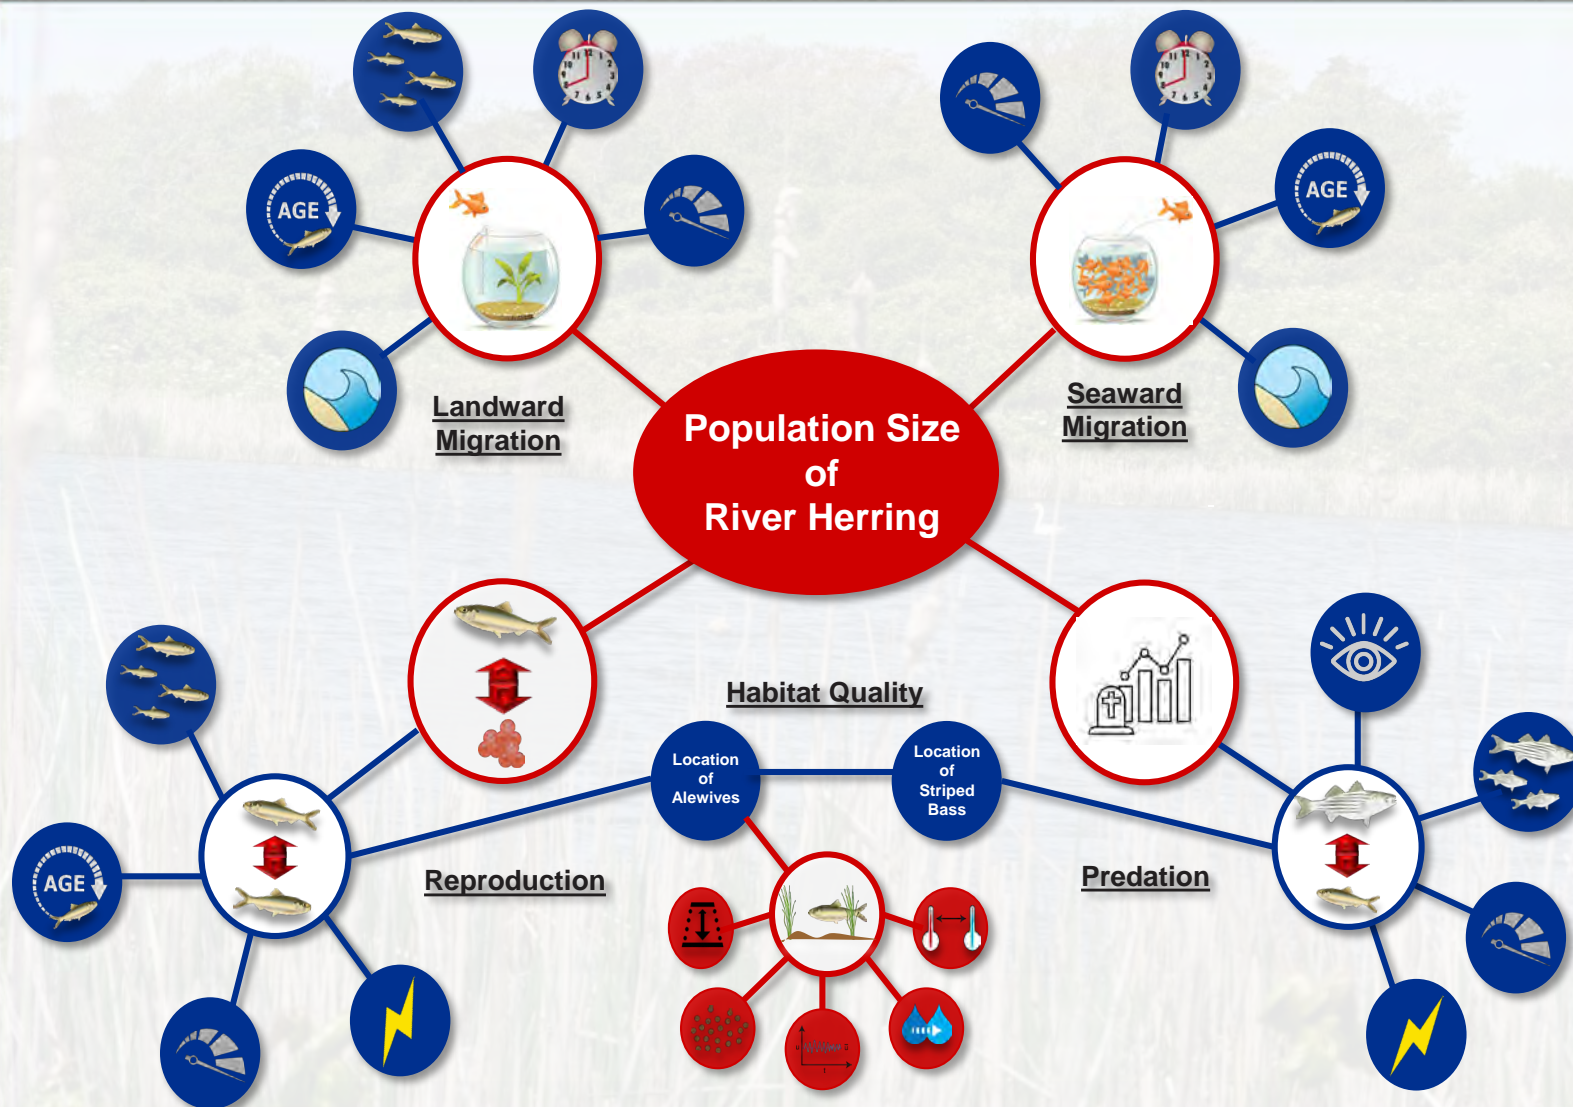 AGE
Landward
Migration
AGE
Seaward
Migration
Population Size
of
River Herring
Habitat Quality
Location
of
Alewives
Location
of
Striped
Bass
AGE
Reproduction
Predation